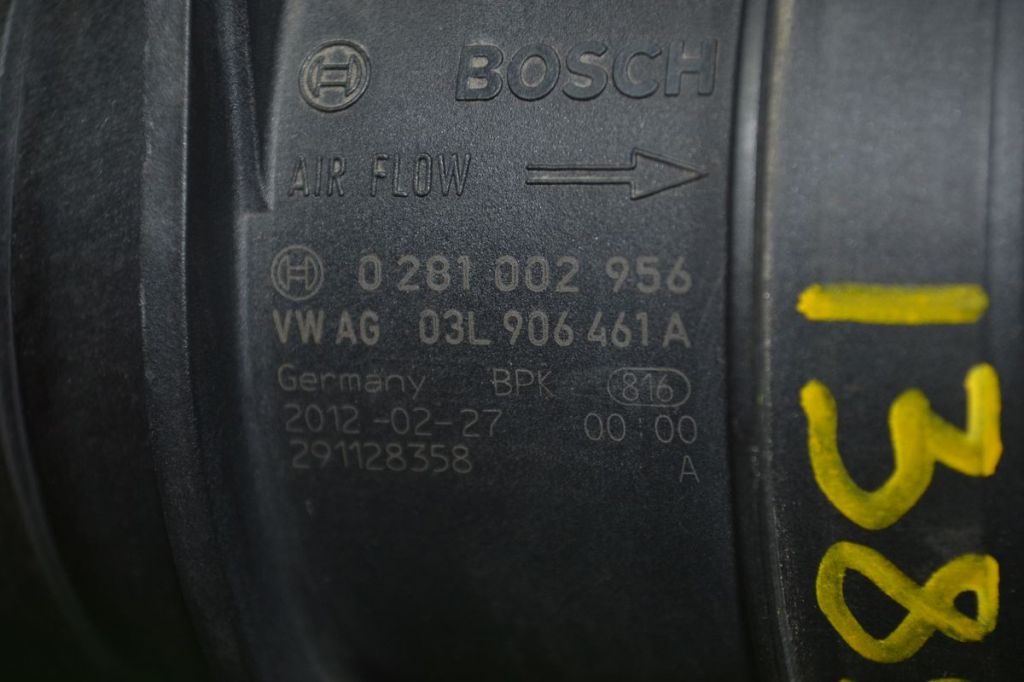 BOSCH
AIR FLOW
0 281 002 956
VW AG 03L 906 461 A
Germany BPK 816
2012-02-27 00:00
291128358 A
138